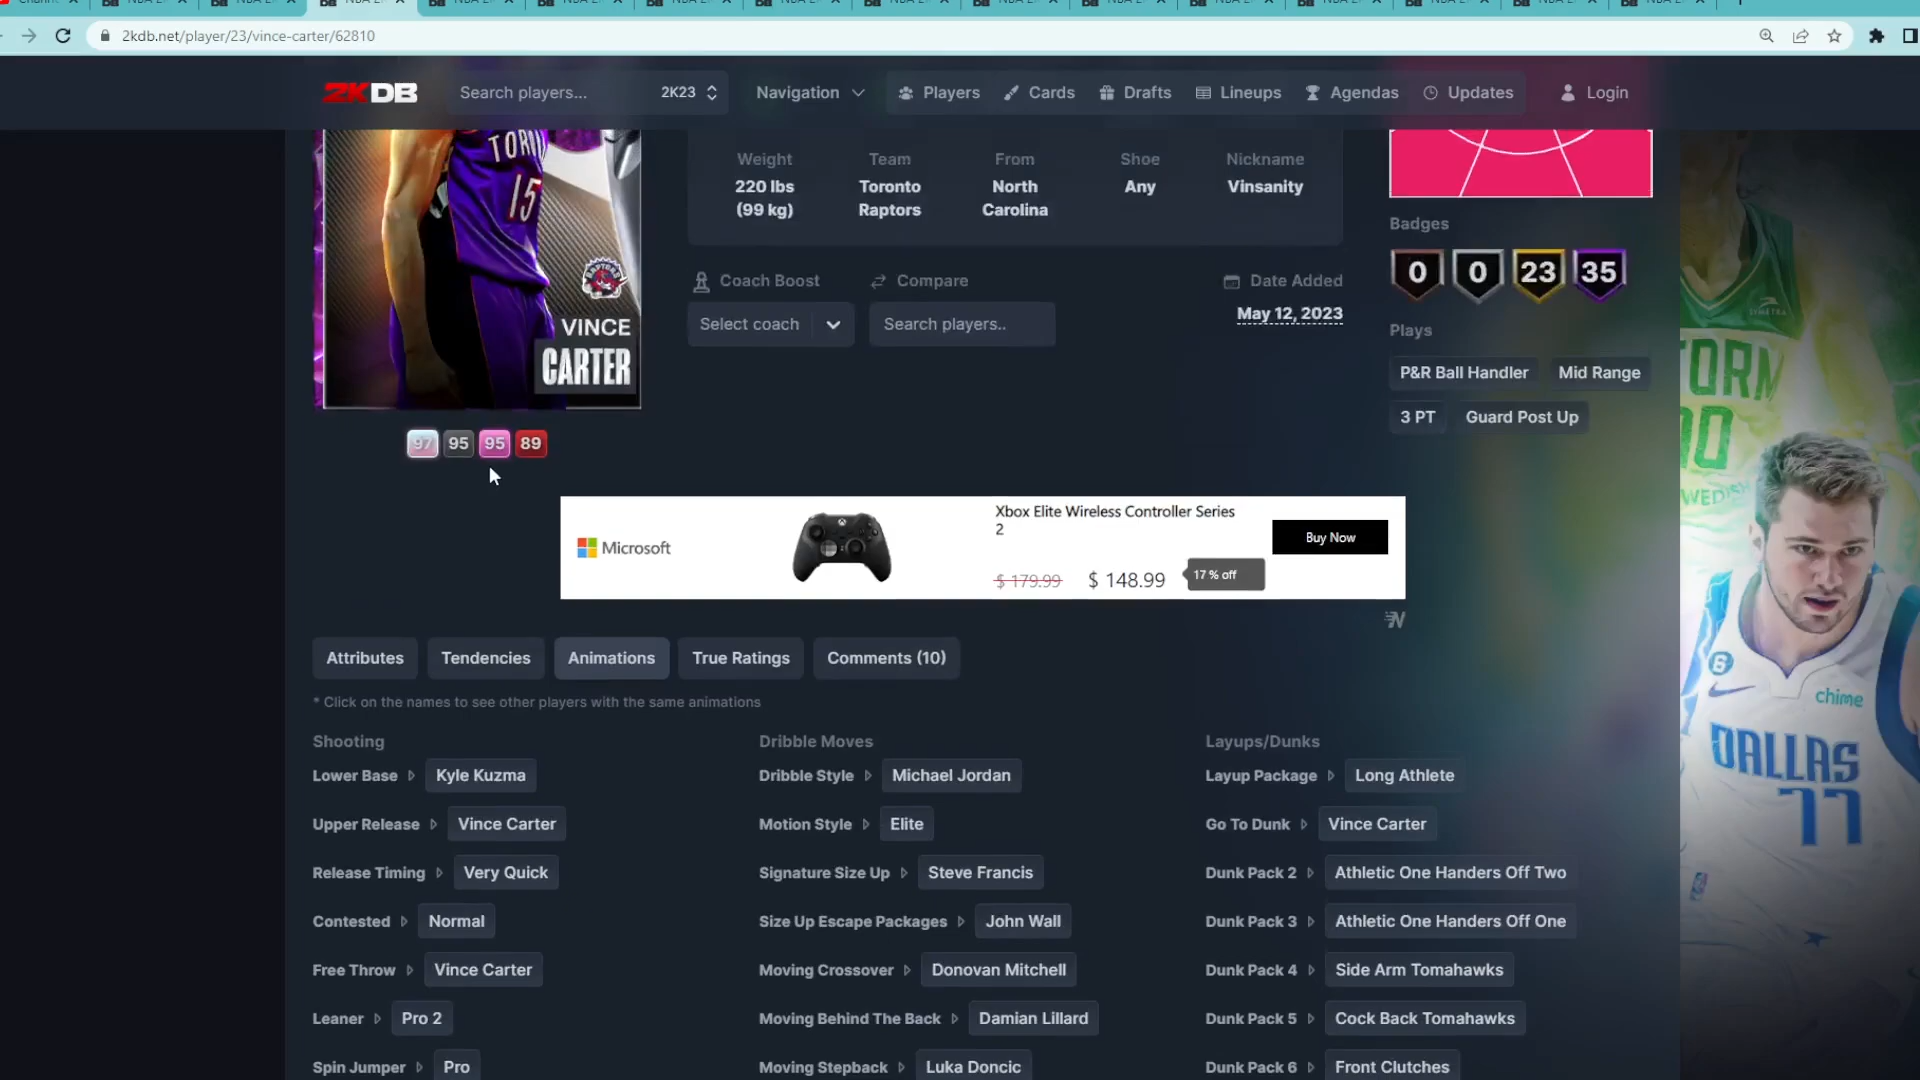 2kdb.net/player/23/vince-carter/62810
2KDB
Search players...
2K23
Navigation
Players
Cards
Drafts
Lineups
Agendas
Updates
Login
15
VINCE
CARTER
RAPTORS
97 95 95 89
Weight
220 lbs
(99 kg)
Team
Toronto
Raptors
From
North
Carolina
Shoe
Any
Nickname
Vinsanity
Coach Boost
Select coach
Compare
Search players..
Date Added
May 12, 2023
Badges
0 0 23 35
Plays
P&R Ball Handler
Mid Range
3 PT
Guard Post Up
Microsoft
Xbox Elite Wireless Controller Series
2
$ 179.99 $ 148.99
17 % off
Buy Now
Attributes
Tendencies
Animations
True Ratings
Comments (10)
* Click on the names to see other players with the same animations
Shooting
Lower Base Kyle Kuzma
Upper Release Vince Carter
Release Timing Very Quick
Contested Normal
Free Throw Vince Carter
Leaner Pro 2
Spin Jumper Pro
Dribble Moves
Dribble Style Michael Jordan
Motion Style Elite
Signature Size Up Steve Francis
Size Up Escape Packages John Wall
Moving Crossover Donovan Mitchell
Moving Behind The Back Damian Lillard
Moving Stepback Luka Doncic
Layups/Dunks
Layup Package Long Athlete
Go To Dunk Vince Carter
Dunk Pack 2 Athletic One Handers Off Two
Dunk Pack 3 Athletic One Handers Off One
Dunk Pack 4 Side Arm Tomahawks
Dunk Pack 5 Cock Back Tomahawks
Dunk Pack 6 Front Clutches
6
chime
DALLAS
77